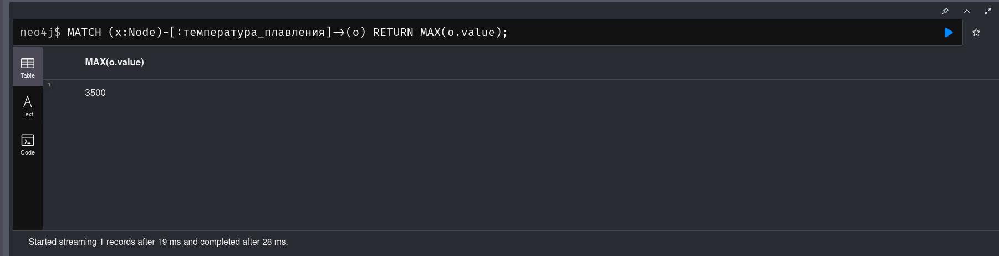 neo4j$ MATCH (x:Node)-[:температура_плавления]->(o) RETURN MAX(o.value);
MAX(o.value)
Table
1
3500
Text
Code
Started streaming 1 records after 19 ms and completed after 28 ms.